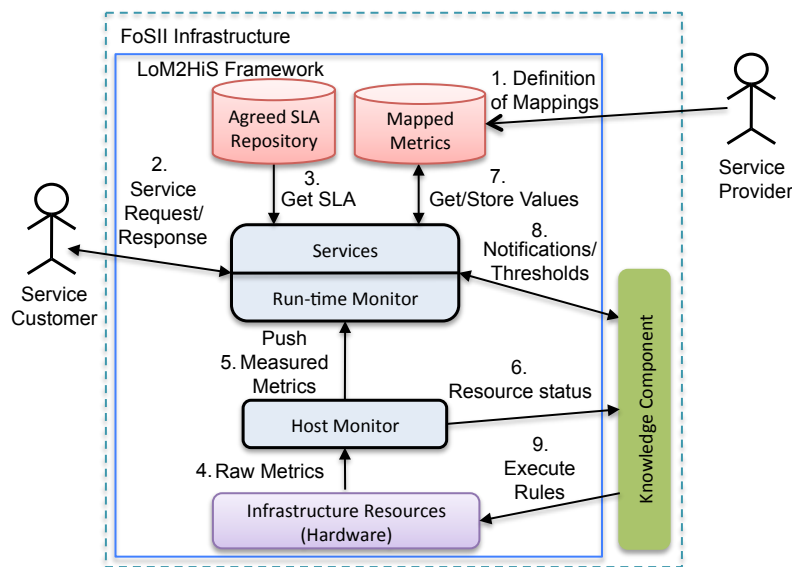 FoSII Infrastructure
LoM2HiS Framework
Agreed SLA
Repository
Mapped
Metrics
1. Definition
of Mappings
Service
Provider
2.
Service
Request/
Response
3.
Get SLA
7.
Get/Store Values
8.
Notifications/
Thresholds
Service
Customer
Services
Run-time Monitor
Push
5. Measured
Metrics
6.
Resource status
Host Monitor
Knowledge Component
4. Raw Metrics
9.
Execute
Rules
Infrastructure Resources
(Hardware)